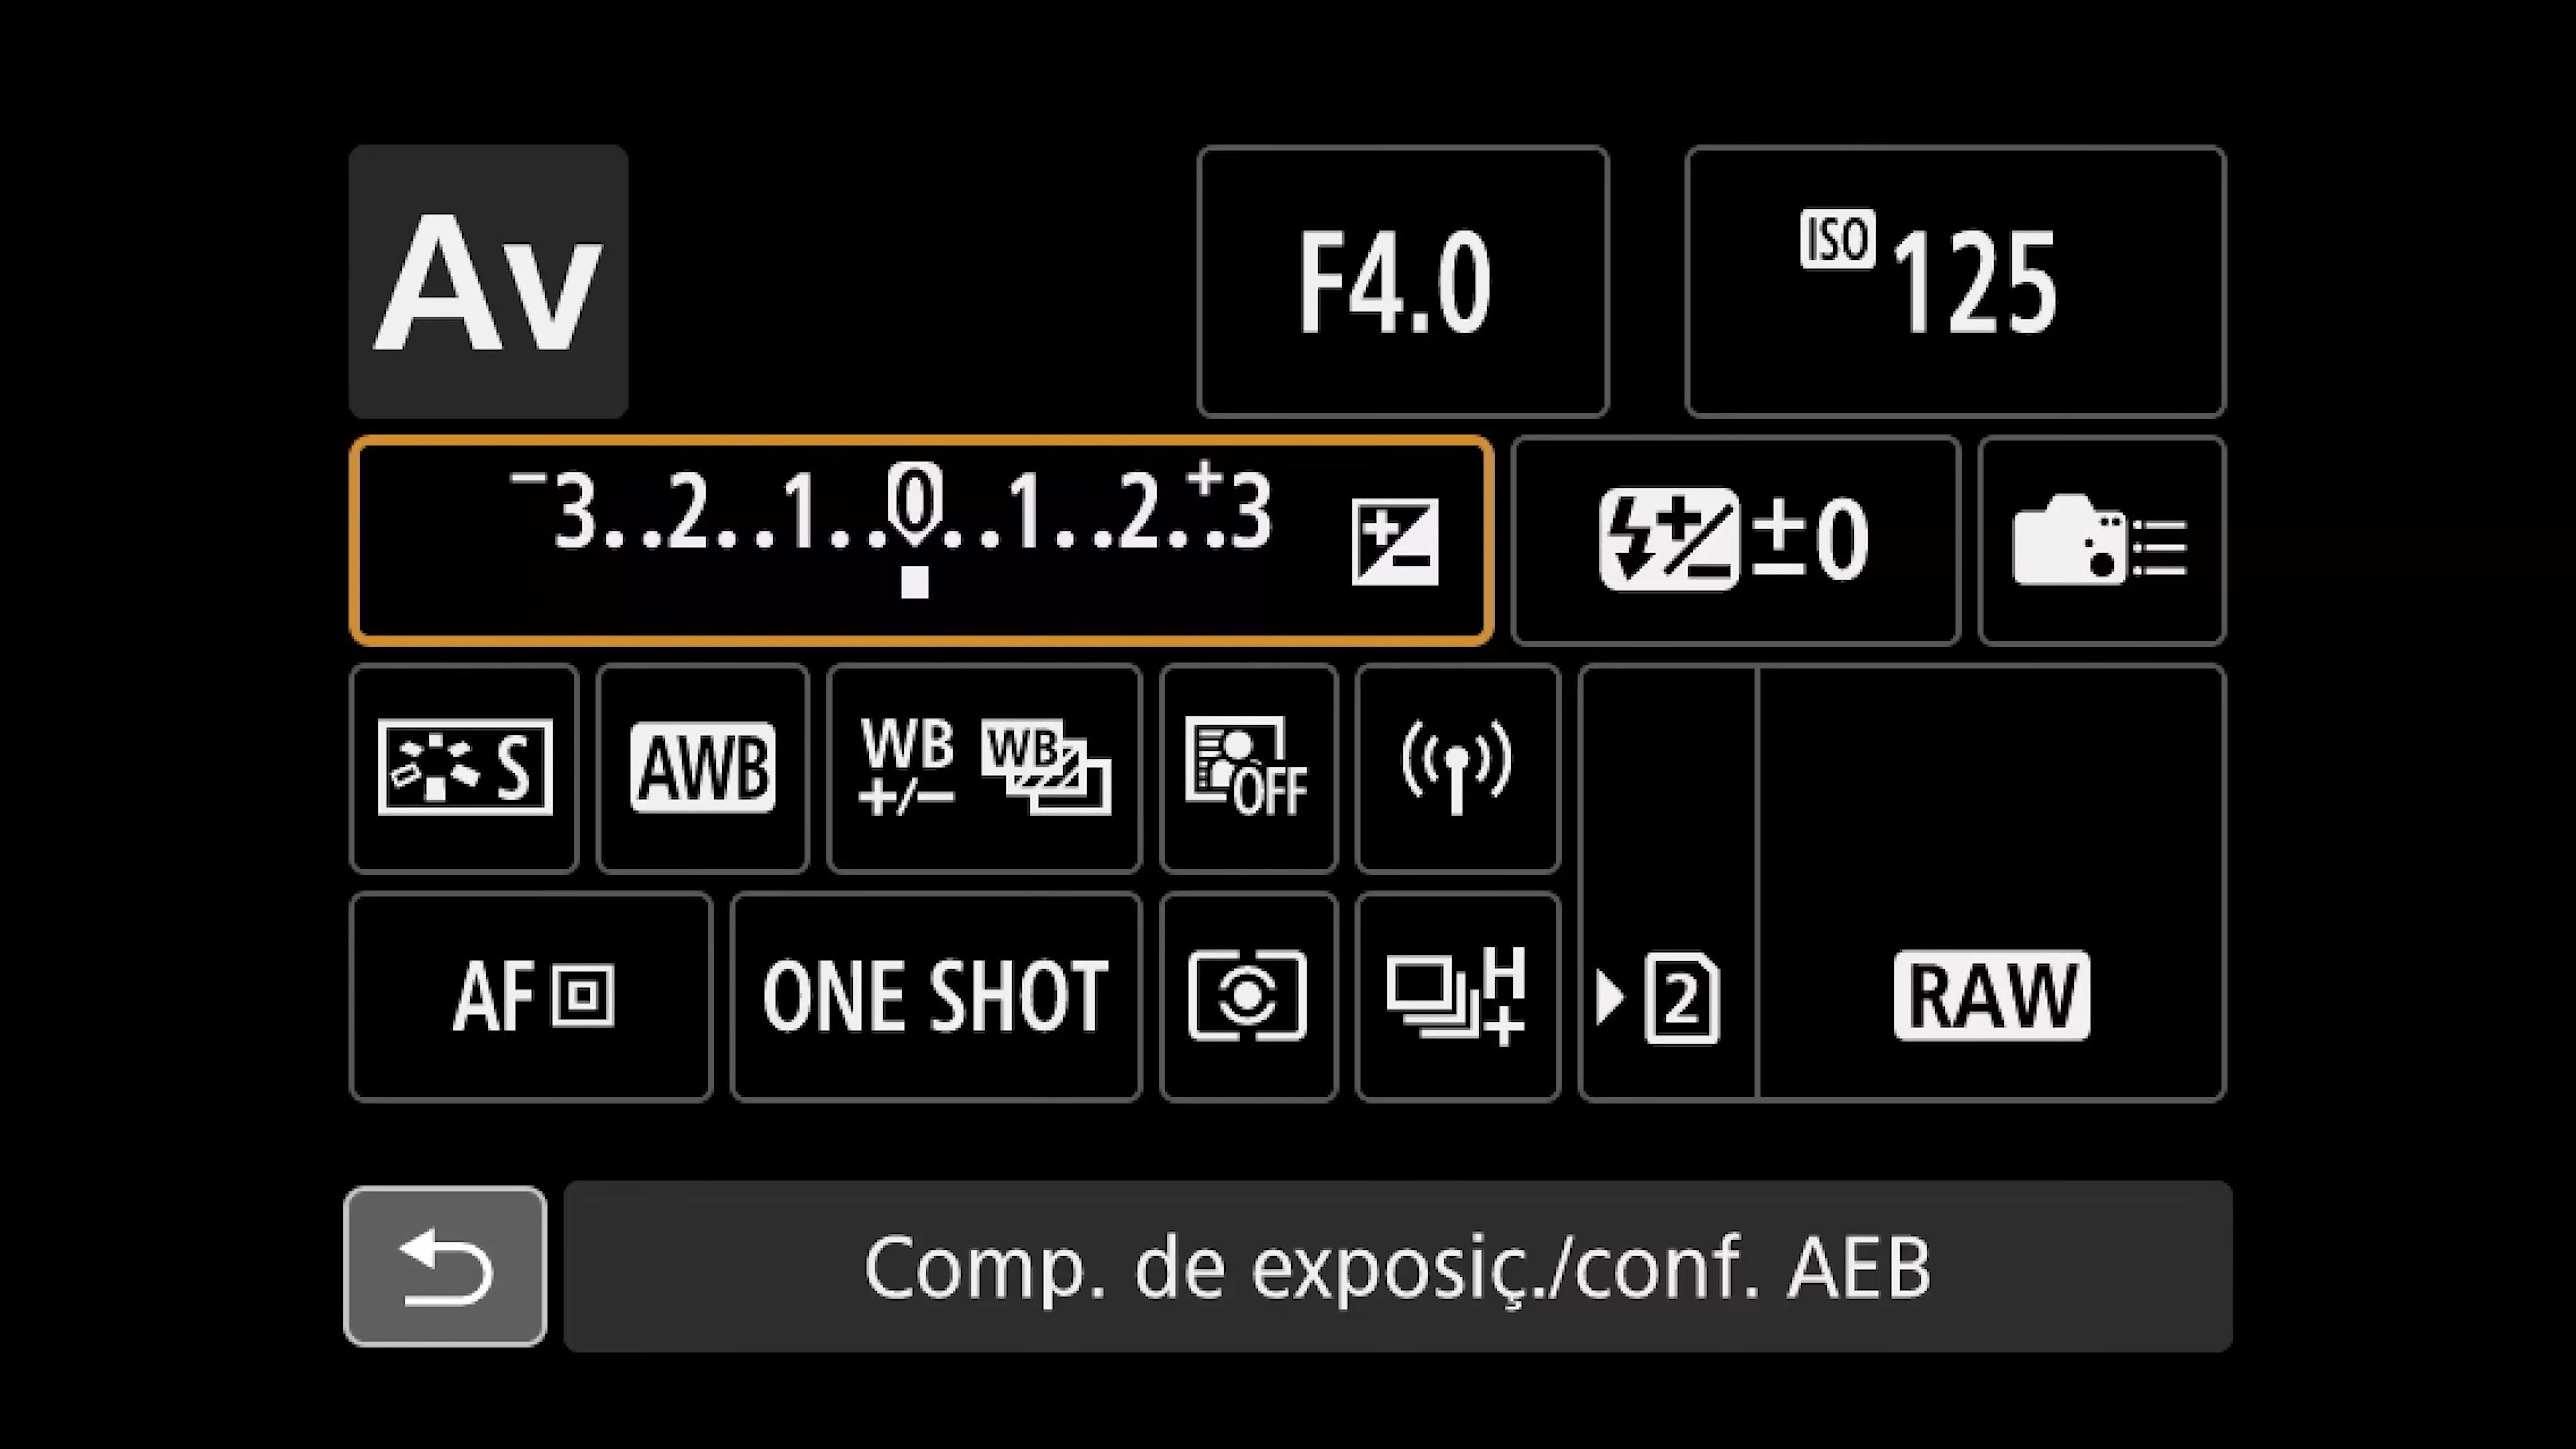 Av
F4.0
ISO 125
-3..2..1..0..1..2..+3
±0
S
AWB
WB +/- WB
OFF
AF
ONE SHOT
H+
2
RAW
Comp. de exposiç./conf. AEB